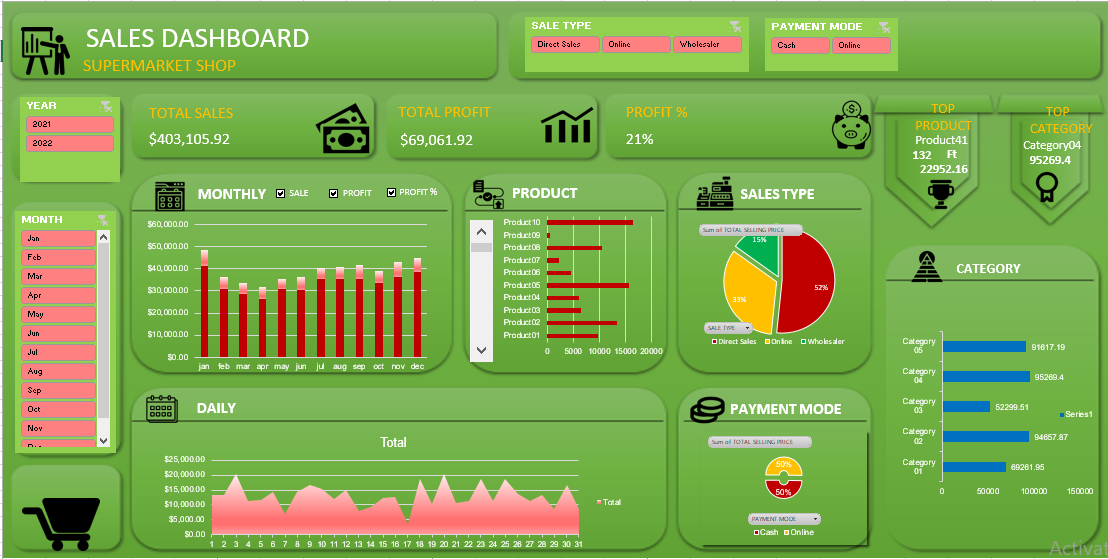 SALES DASHBOARD
SUPERMARKET SHOP
SALE TYPE
Direct Sales
Online
Wholesaler
PAYMENT MODE
Cash
Online
YEAR
2021
2022
TOTAL SALES
$403,105.92
TOTAL PROFIT
$69,061.92
PROFIT %
21%
TOP
PRODUCT
Product41
132 Ft
22952.16
TOP
CATEGORY
Category04
95269.4
MONTH
Jan
Feb
Mar
Apr
May
Jun
Jul
Aug
Sep
Oct
Nov
MONTHLY
SALE
PROFIT
PROFIT %
$60,000.00
$50,000.00
$40,000.00
$30,000.00
$20,000.00
$10,000.00
$0.00
jan feb mar apr may jun jul aug sep oct nov dec
PRODUCT
Product10
Product09
Product08
Product07
Product06
Product05
Product04
Product03
Product02
Product01
0 5000 10000 15000 20000
SALES TYPE
Sum of TOTAL SELLING PRICE
15%
33%
52%
SALE TYPE
Direct Sales Online Wholesaler
CATEGORY
Category
05
91617.19
Category
04
95269.4
Category
03
52299.51
Category
02
94657.87
Category
01
69261.95
Series1
0 50000 100000 150000
DAILY
Total
$25,000.00
$20,000.00
$15,000.00
$10,000.00
$5,000.00
$0.00
1 2 3 4 5 6 7 8 9 10 11 12 13 14 15 16 17 18 19 20 21 22 23 24 25 26 27 28 29 30 31
Total
PAYMENT MODE
Sum of TOTAL SELLING PRICE
50%
50%
PAYMENT MODE
Cash Online